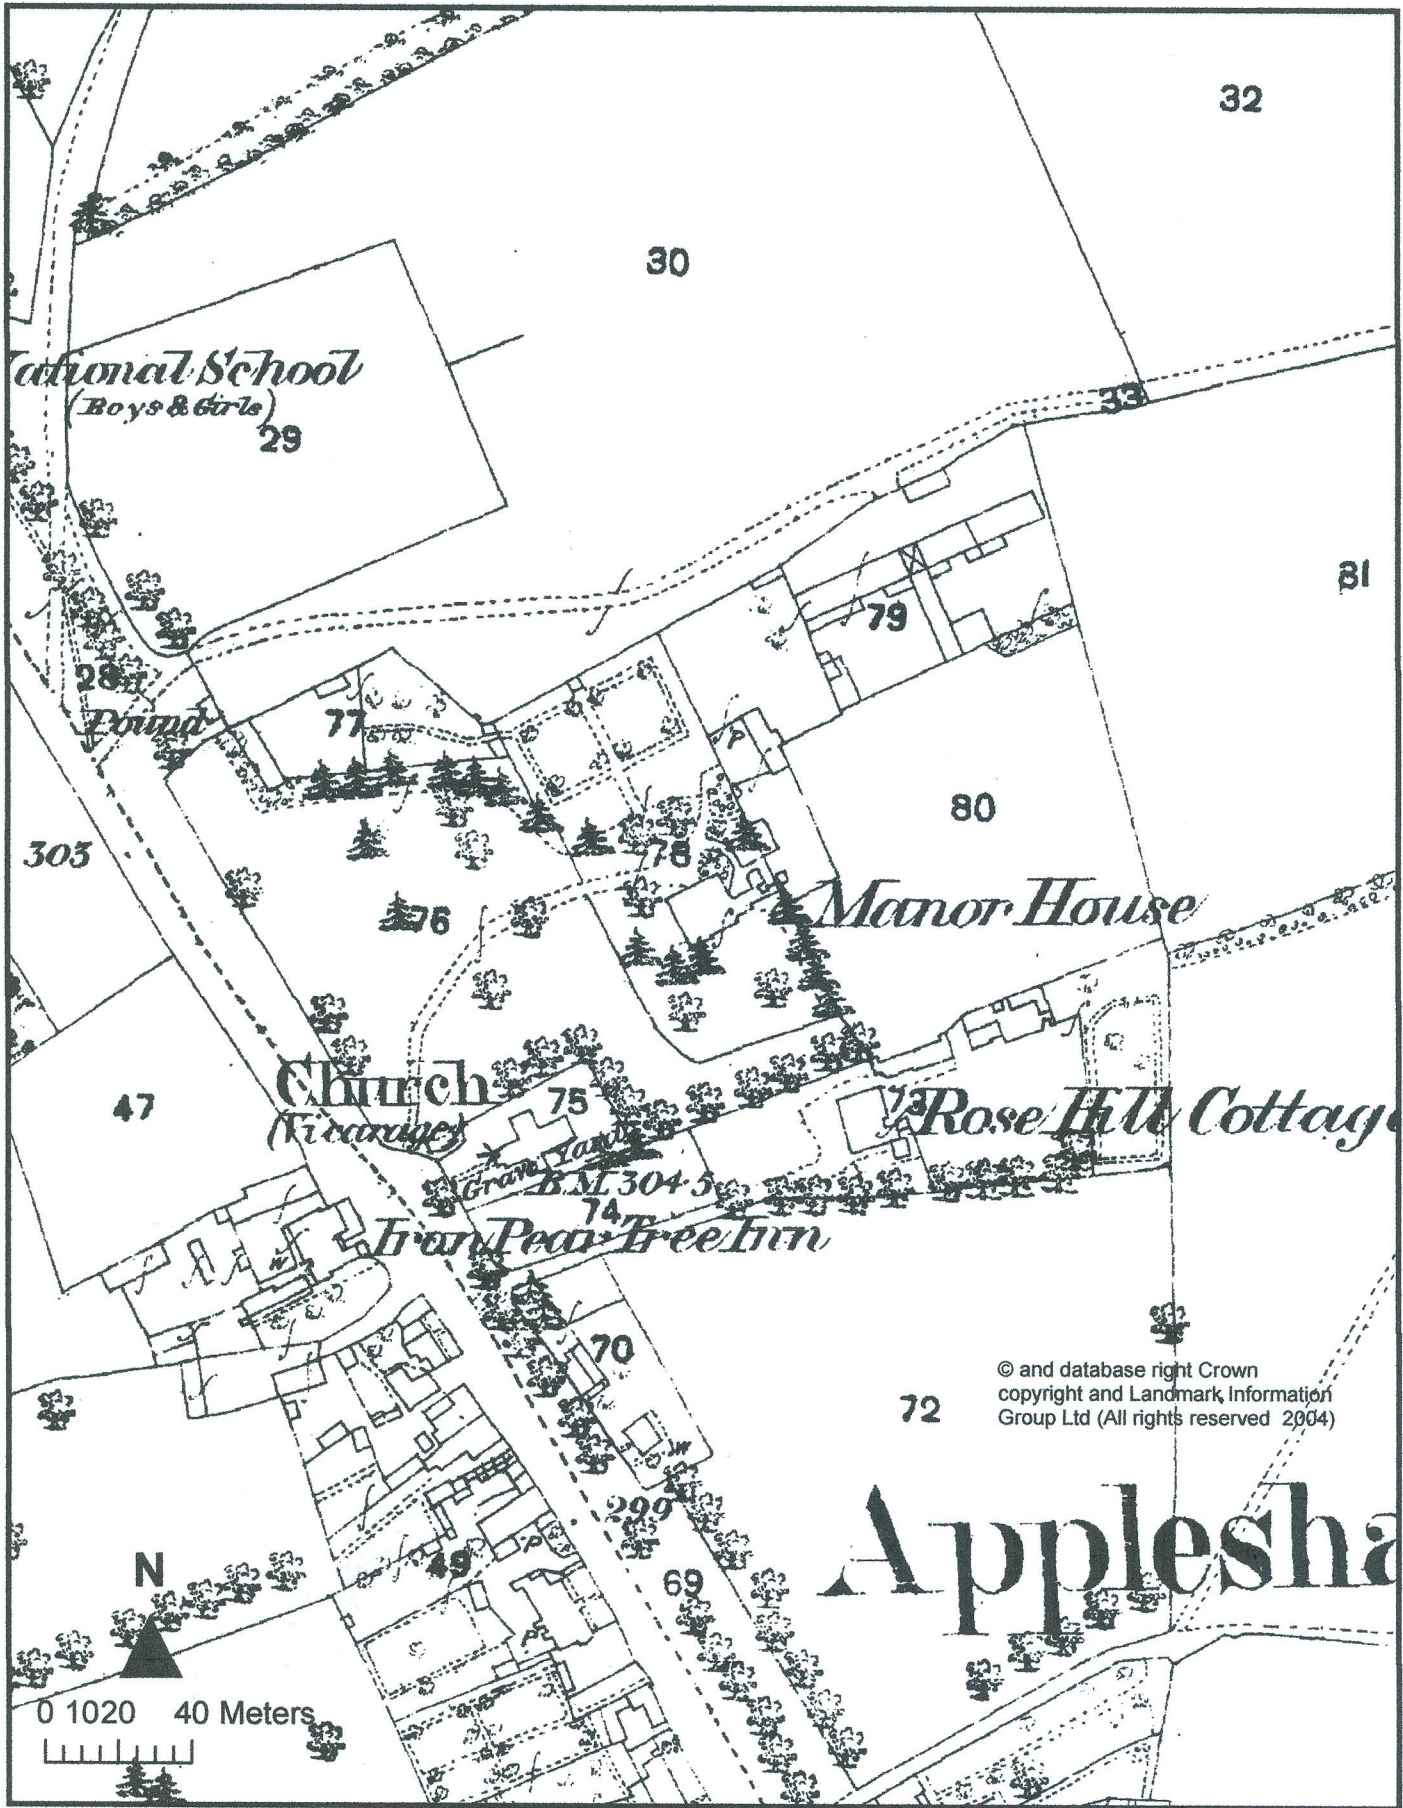 32
30
National School
(Boys & Girls)
29
33
81
79
28
Pound
77
P
80
303
78
76
Manor House
47
Church
(Vicarage)
75
73
Rose Hill Cottage
Grave Yard
B.M.304·5
74
Iron Pear Tree Inn
W
70
© and database right Crown
copyright and Landmark Information
Group Ltd (All rights reserved 2004)
72
W
299
Applesha
P
49
N
69
P
0 1020 40 Meters